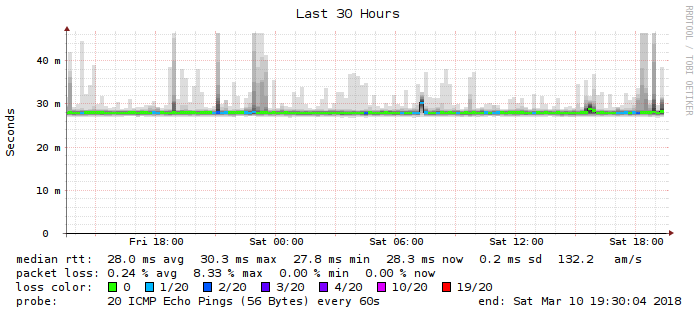 Last 30 Hours
RRDTOOL / TOBI OETIKER
Seconds
40 m
30 m
20 m
10 m
0
Fri 18:00 Sat 00:00 Sat 06:00 Sat 12:00 Sat 18:00
median rtt: 28.0 ms avg 30.3 ms max 27.8 ms min 28.3 ms now 0.2 ms sd 132.2 am/s
packet loss: 0.24 % avg 8.33 % max 0.00 % min 0.00 % now
loss color: 0 1/20 2/20 3/20 4/20 10/20 19/20
probe: 20 ICMP Echo Pings (56 Bytes) every 60s end: Sat Mar 10 19:30:04 2018